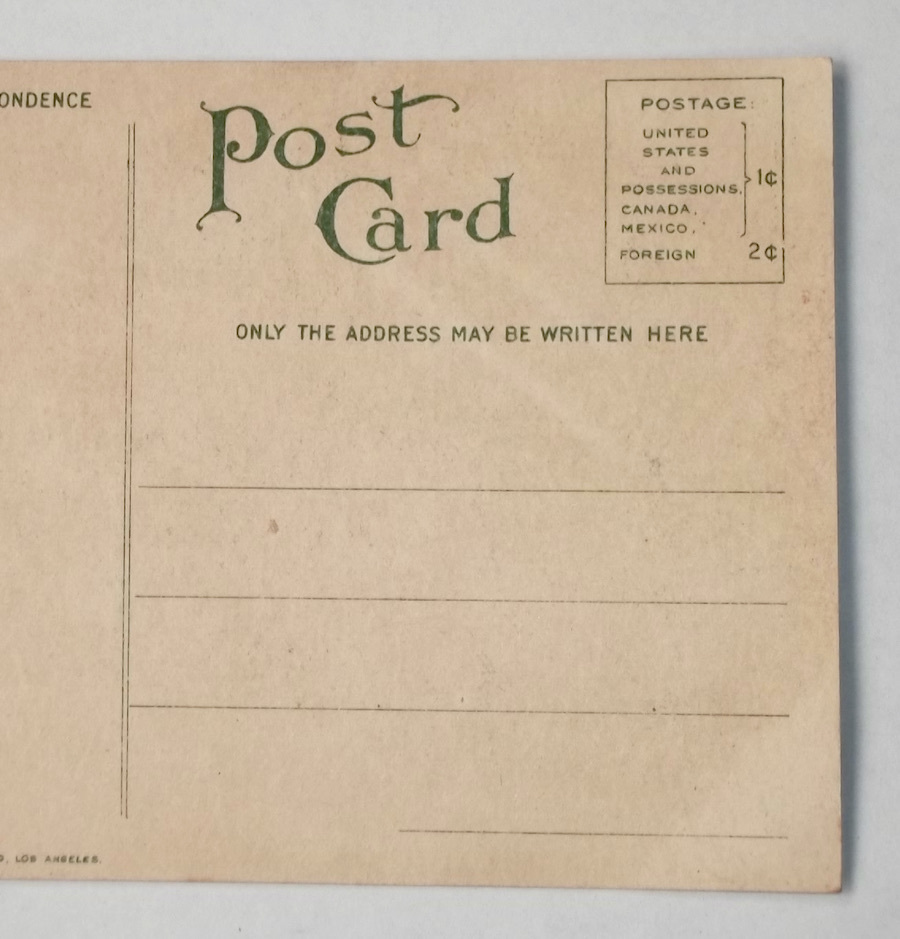 ONDENCE
Post
Card
POSTAGE:
UNITED
STATES
AND
POSSESSIONS,
CANADA,
MEXICO,
1¢
FOREIGN 2¢
ONLY THE ADDRESS MAY BE WRITTEN HERE
, LOS ANGELES.